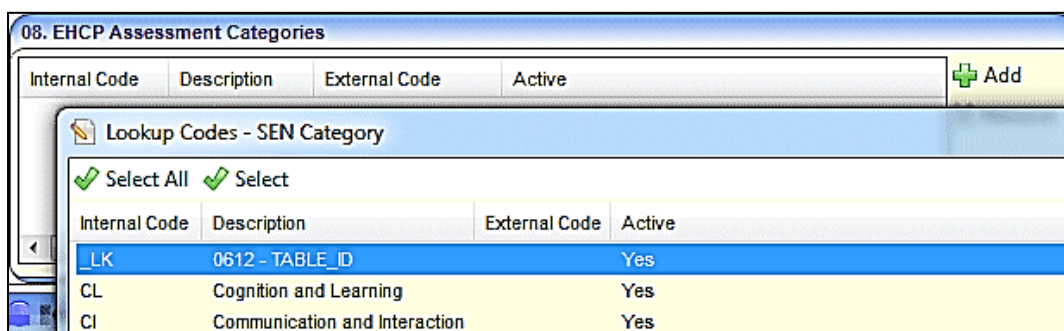 08. EHCP Assessment Categories
Internal Code Description External Code Active
Add
Lookup Codes - SEN Category
Select All Select
Internal Code Description External Code Active
_LK 0612 - TABLE_ID Yes
CL Cognition and Learning Yes
CI Communication and Interaction Yes